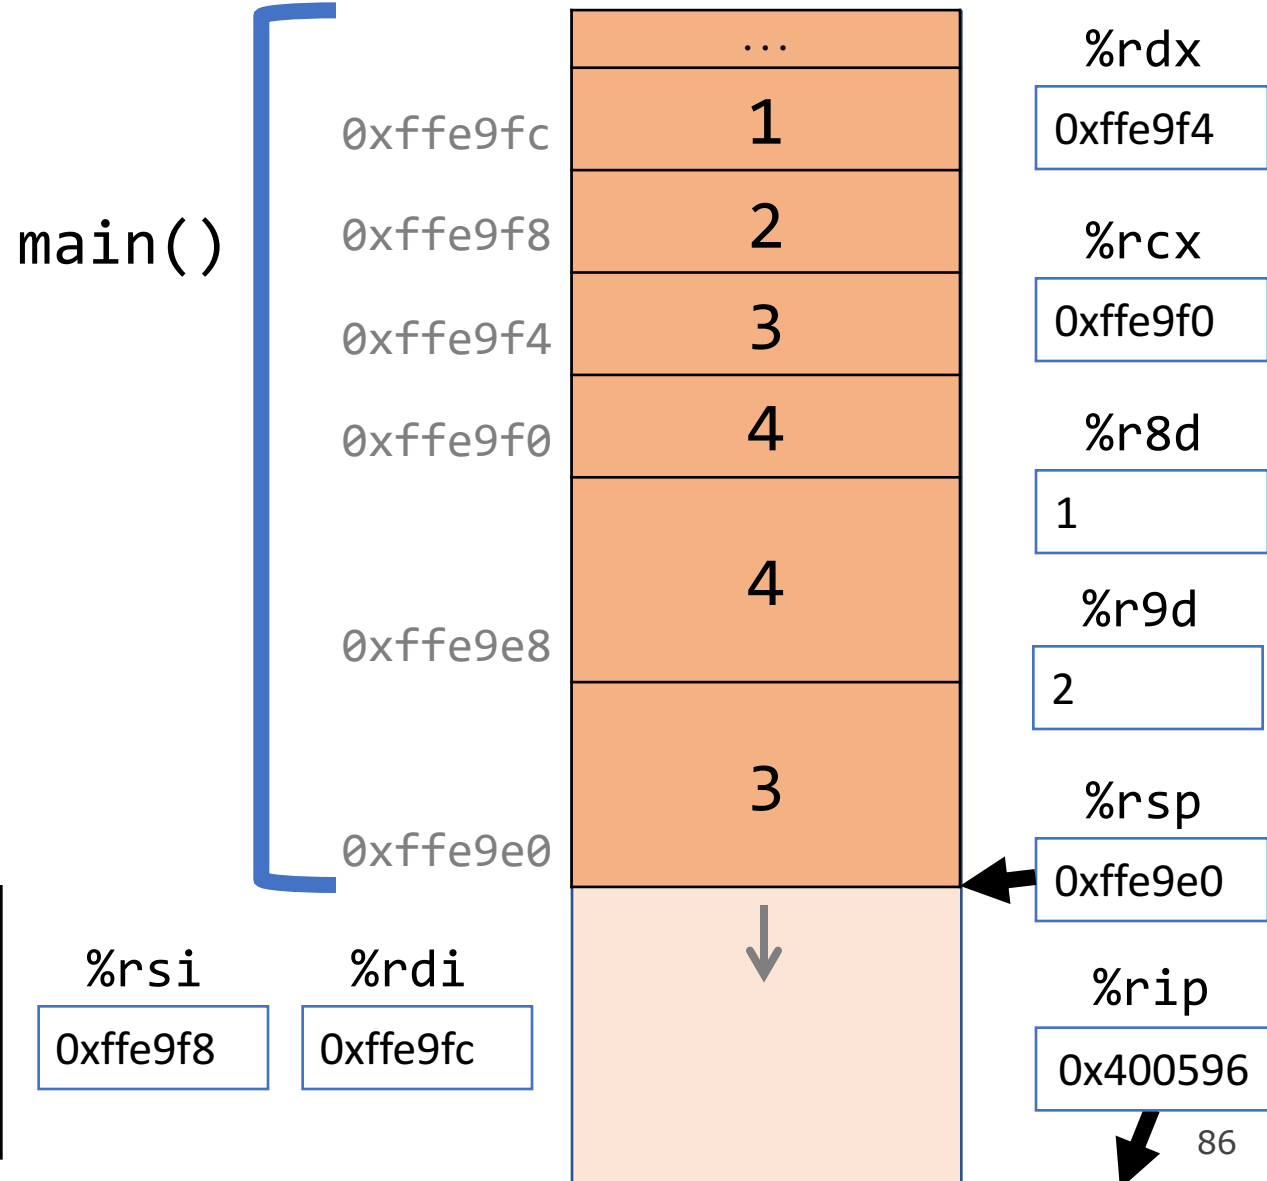 ...
%rdx
0xffe9fc
1
0xffe9f4
main()
0xffe9f8
2
%rcx
0xffe9f4
3
0xffe9f0
0xffe9f0
4
%r8d
1
4
%r9d
0xffe9e8
2
3
%rsp
0xffe9e0
0xffe9e0
%rsi
%rdi
%rip
0xffe9f8
0xffe9fc
0x400596
86